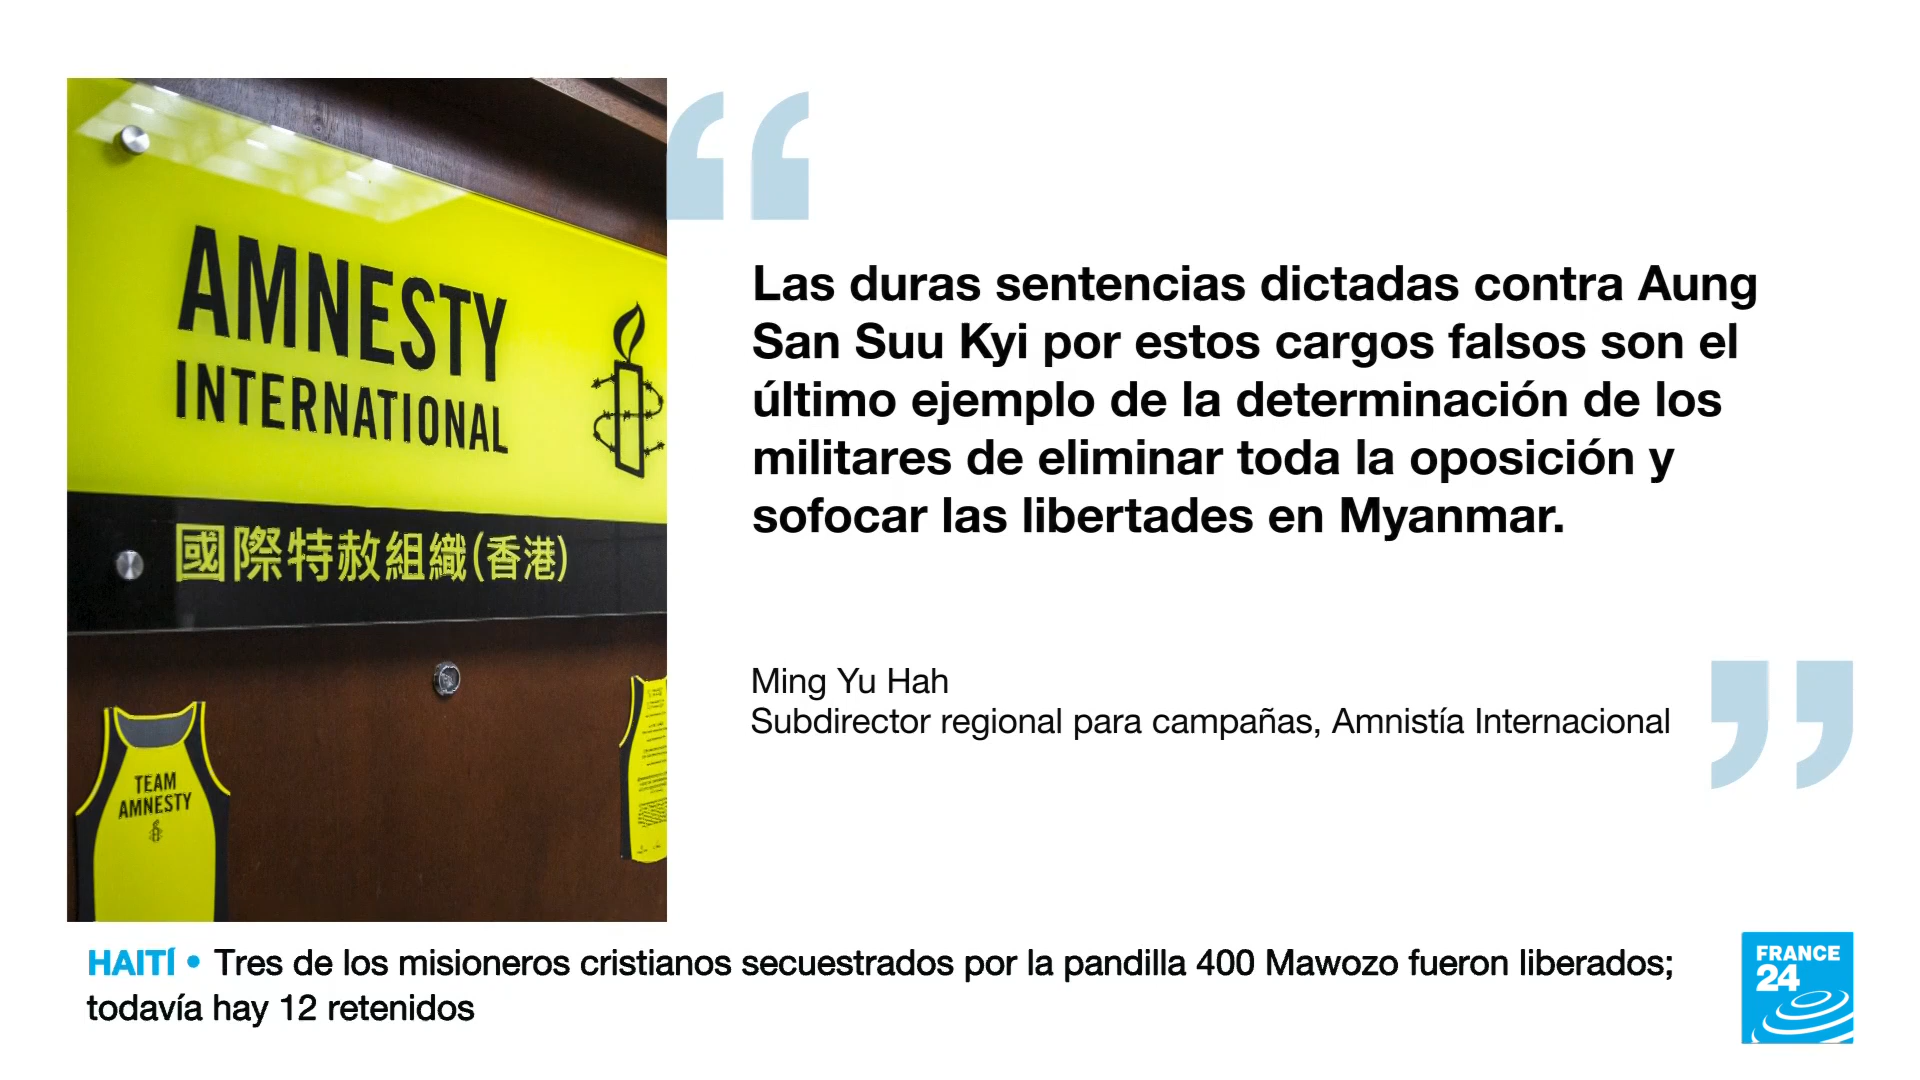 AMNESTY
INTERNATIONAL
國際特赦組織(香港)
TEAM
AMNESTY
Las duras sentencias dictadas contra Aung
San Suu Kyi por estos cargos falsos son el
último ejemplo de la determinación de los
militares de eliminar toda la oposición y
sofocar las libertades en Myanmar.
Ming Yu Hah
Subdirector regional para campañas, Amnistía Internacional
HAITÍ • Tres de los misioneros cristianos secuestrados por la pandilla 400 Mawozo fueron liberados;
todavía hay 12 retenidos
FRANCE
24